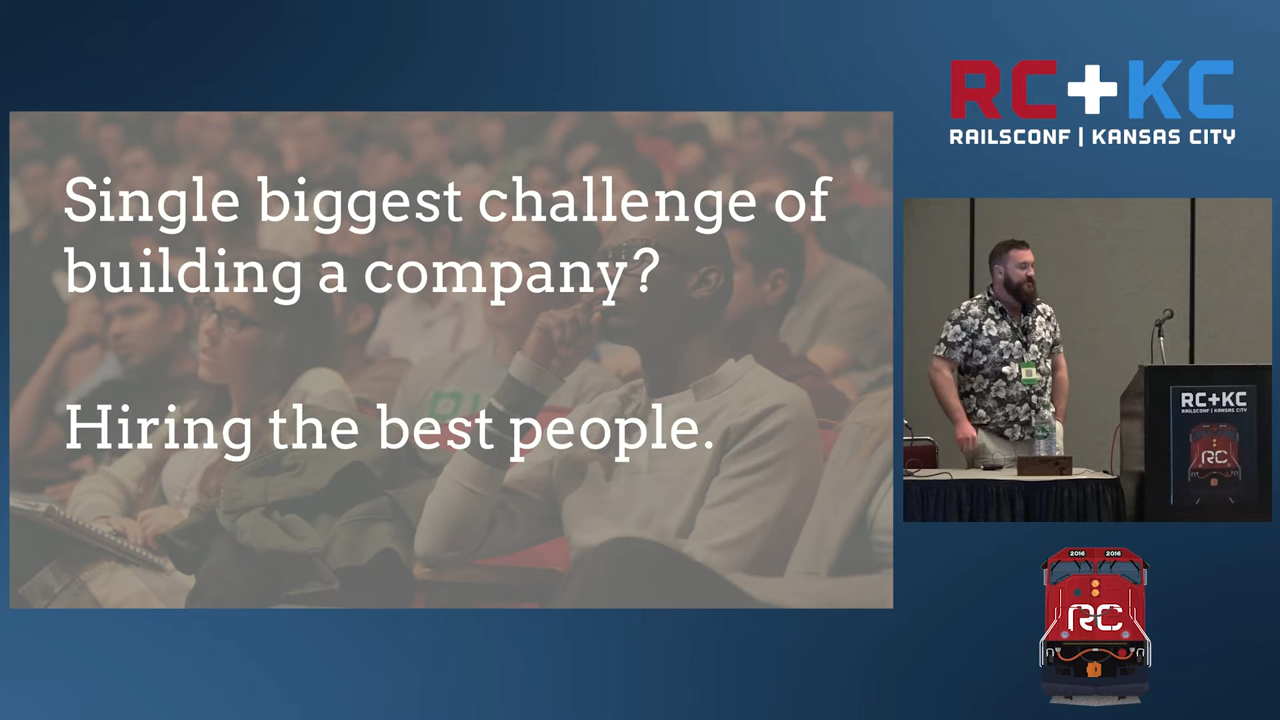 Single biggest challenge of
building a company?
Hiring the best people.
RC+KC
RAILSCONF | KANSAS CITY
RC+KC
RAILSCONF | KANSAS CITY
RC
2016 2016
RC